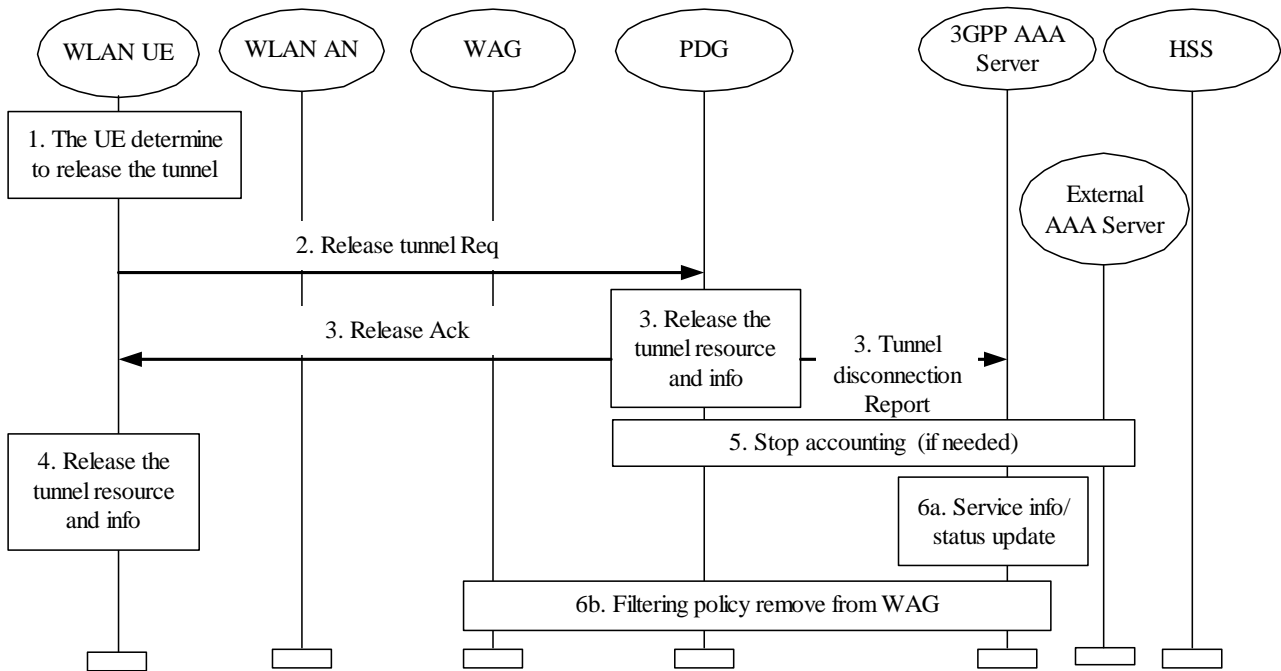 WLAN UE
WLAN AN
WAG
PDG
3GPP AAA
Server
HSS
1. The UE determine
to release the tunnel
External
AAA Server
2. Release tunnel Req
3. Release Ack
3. Release the
tunnel resource
and info
3. Tunnel
disconnection
Report
5. Stop accounting (if needed)
4. Release the
tunnel resource
and info
6a. Service info/
status update
6b. Filtering policy remove from WAG